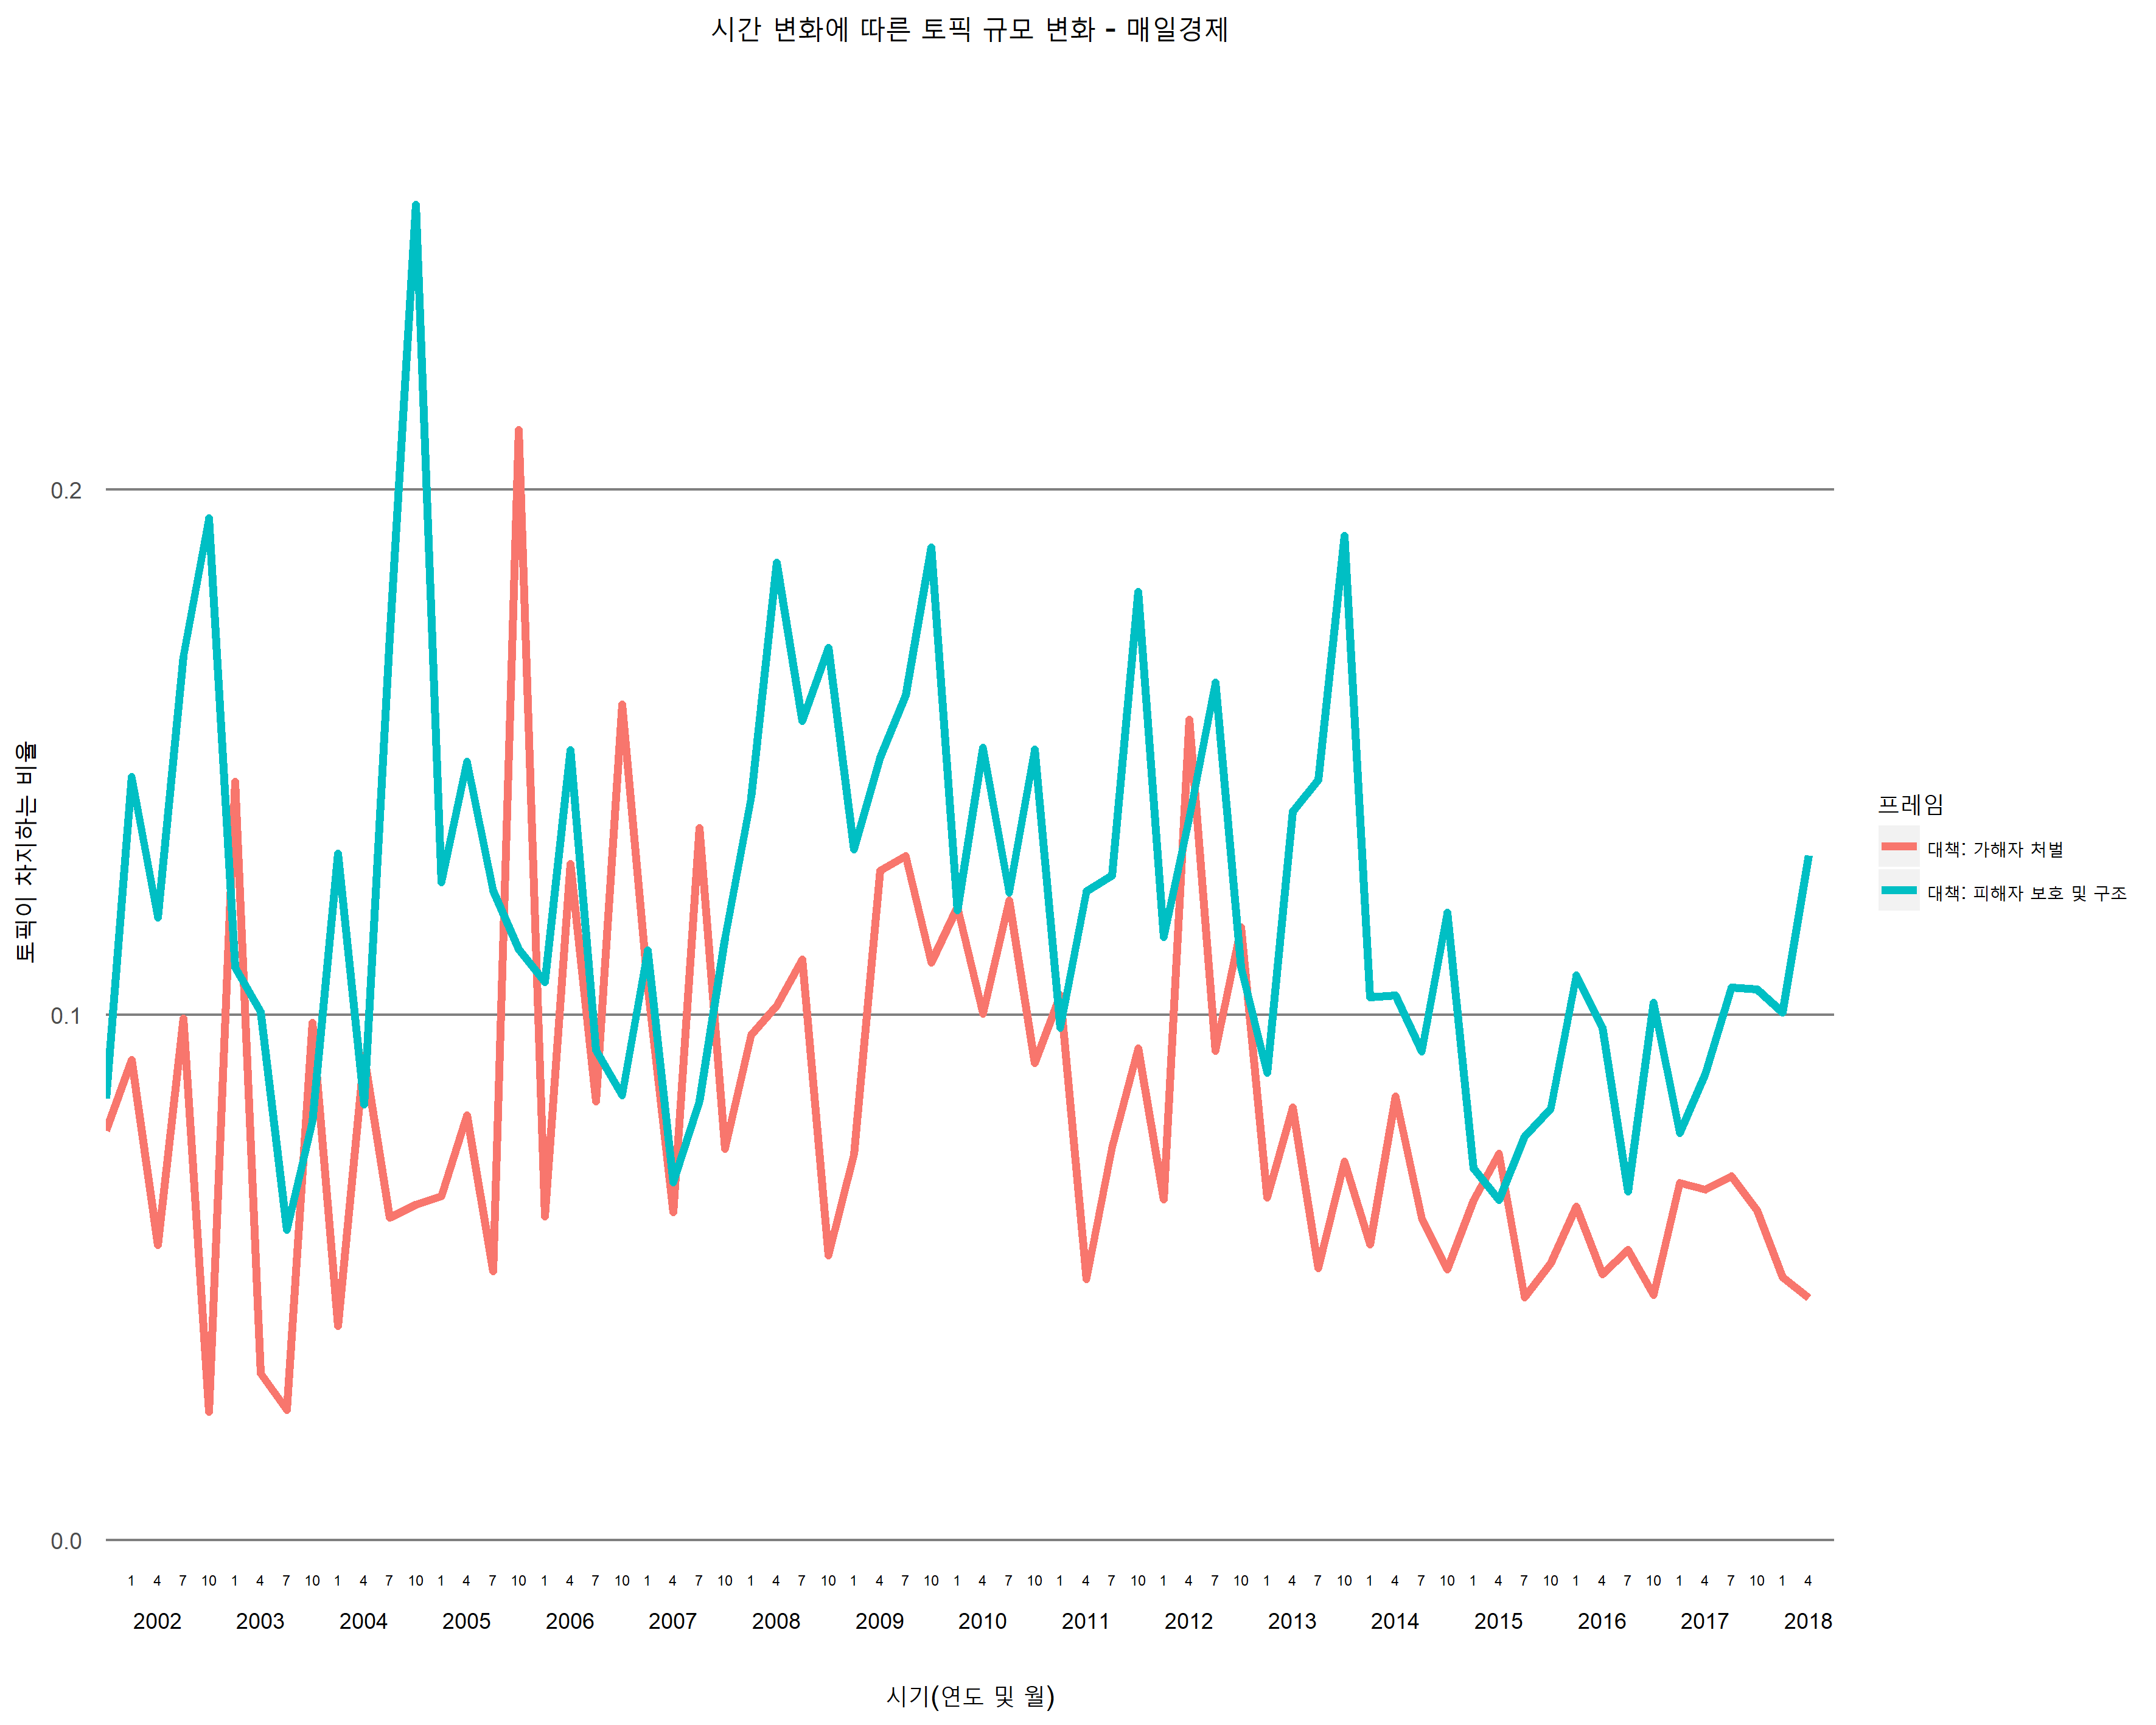 시간 변화에 따른 토픽 규모 변화 - 매일경제
토픽이 차지하는 비율
0.2
0.1
0.0
프레임
대책: 가해자 처벌
대책: 피해자 보호 및 구조
1 4 7 10 1 4 7 10 1 4 7 10 1 4 7 10 1 4 7 10 1 4 7 10 1 4 7 10 1 4 7 10 1 4 7 10 1 4 7 10 1 4 7 10 1 4 7 10 1 4 7 10 1 4 7 10 1 4 7 10 1 4 7 10 1 4
2002 2003 2004 2005 2006 2007 2008 2009 2010 2011 2012 2013 2014 2015 2016 2017 2018
시기(연도 및 월)